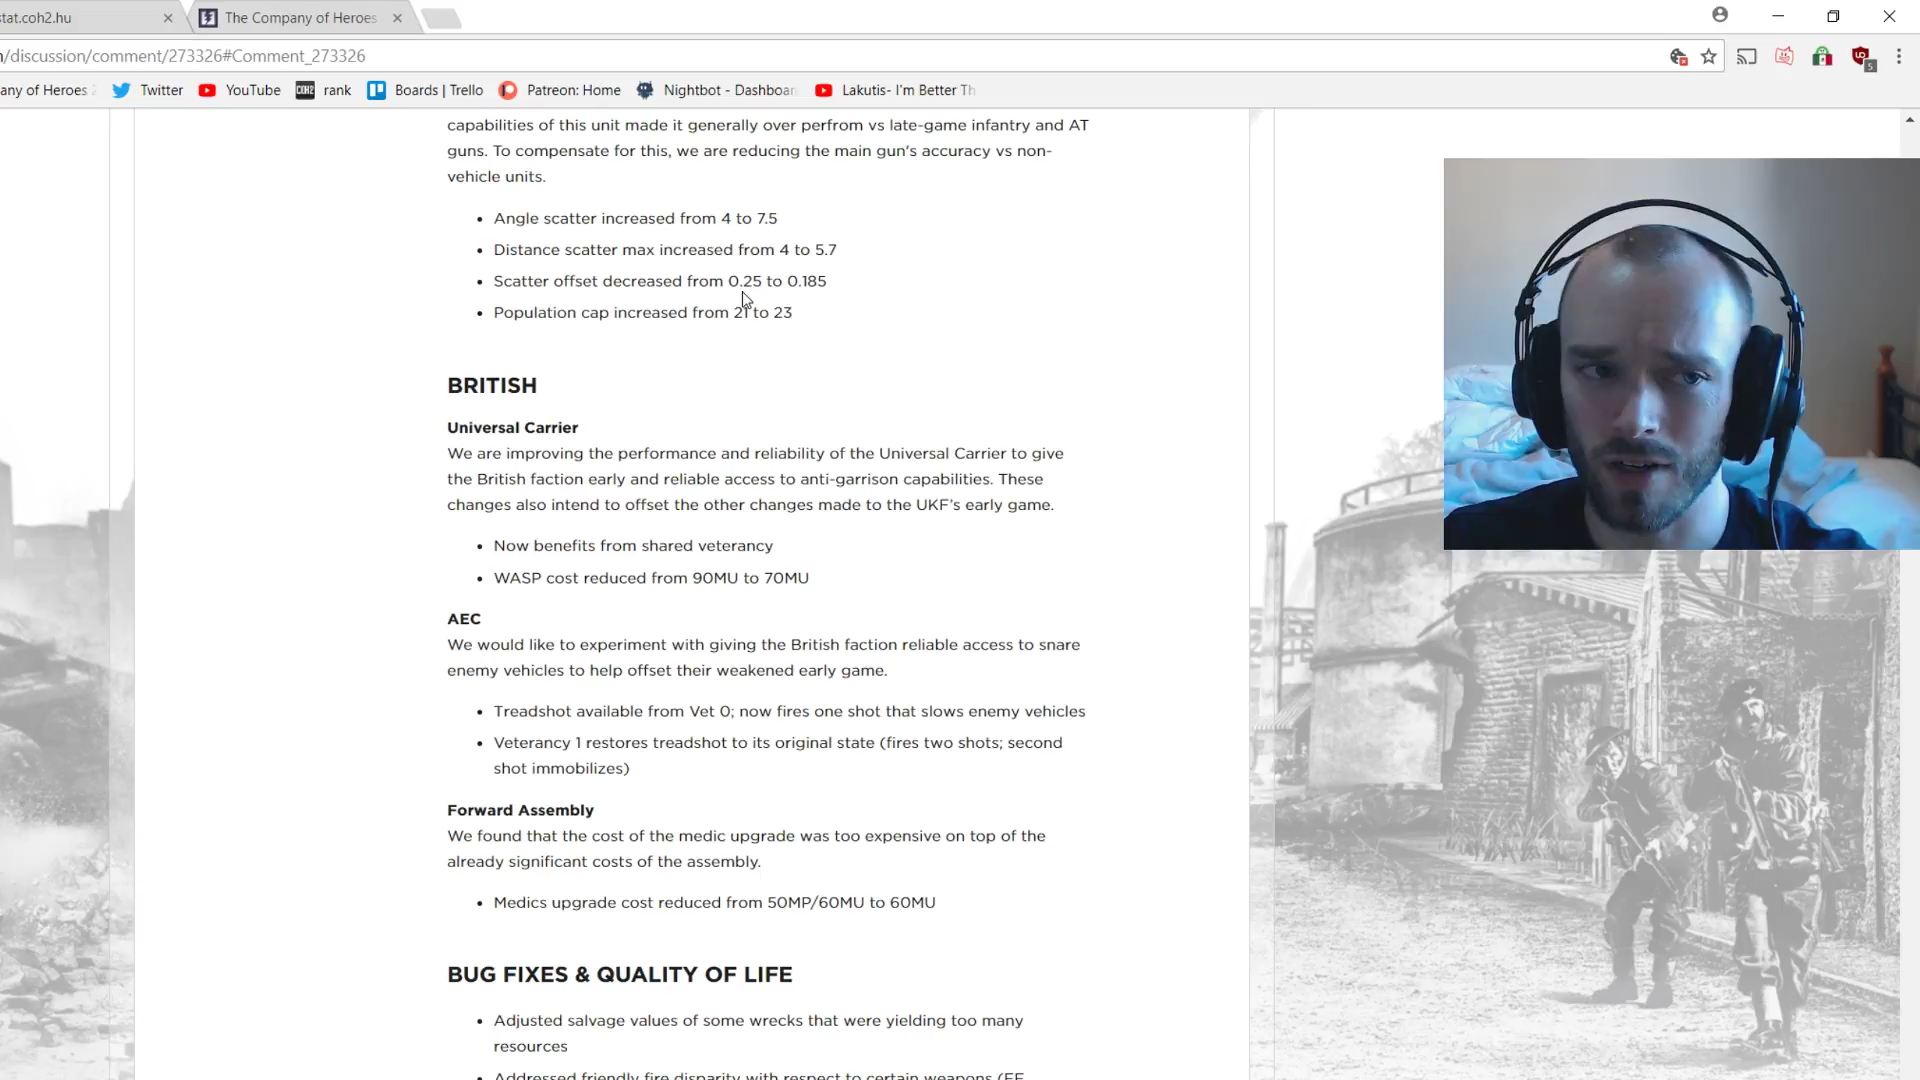 tat.coh2.hu
The Company of Heroes
/discussion/comment/273326#Comment_273326
5
any of Heroes
Twitter
YouTube
COH2 rank
Boards | Trello
Patreon: Home
Nightbot - Dashboar
Lakutis- I'm Better Th
capabilities of this unit made it generally over perfrom vs late-game infantry and AT
guns. To compensate for this, we are reducing the main gun's accuracy vs non-
vehicle units.
• Angle scatter increased from 4 to 7.5
• Distance scatter max increased from 4 to 5.7
• Scatter offset decreased from 0.25 to 0.185
• Population cap increased from 21 to 23
BRITISH
Universal Carrier
We are improving the performance and reliability of the Universal Carrier to give
the British faction early and reliable access to anti-garrison capabilities. These
changes also intend to offset the other changes made to the UKF's early game.
• Now benefits from shared veterancy
• WASP cost reduced from 90MU to 70MU
AEC
We would like to experiment with giving the British faction reliable access to snare
enemy vehicles to help offset their weakened early game.
• Treadshot available from Vet 0; now fires one shot that slows enemy vehicles
• Veterancy 1 restores treadshot to its original state (fires two shots; second
shot immobilizes)
Forward Assembly
We found that the cost of the medic upgrade was too expensive on top of the
already significant costs of the assembly.
• Medics upgrade cost reduced from 50MP/60MU to 60MU
BUG FIXES & QUALITY OF LIFE
• Adjusted salvage values of some wrecks that were yielding too many
resources
• Addressed friendly fire disparity with respect to certain weapons (EF